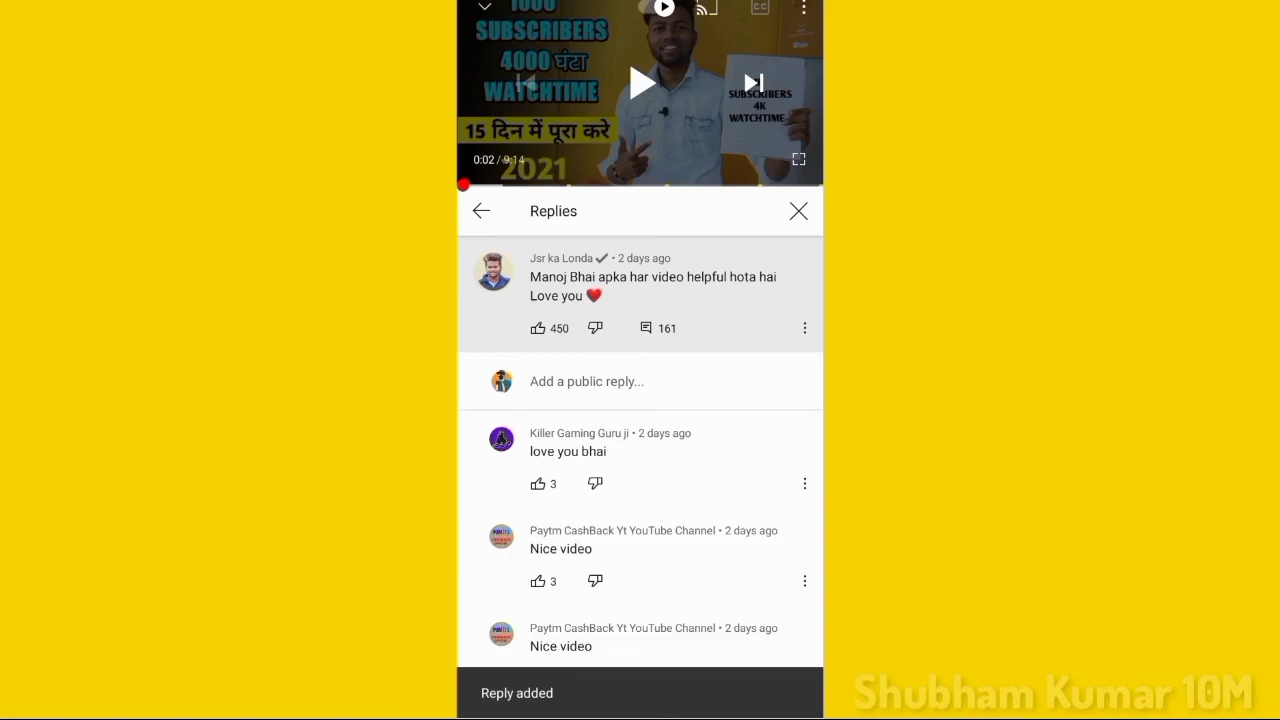 1000
SUBSCRIBERS
4000 घंटा
WATCHTIME
15 दिन में पूरा करे
2021
SUBSCRIBERS
4K
WATCHTIME
CC
0:02 / 9:14
Replies
Jsr ka Londa • 2 days ago
Manoj Bhai apka har video helpful hota hai
Love you ❤️
450
161
Add a public reply...
Killer Gaming Guru ji • 2 days ago
love you bhai
3
Paytm CashBack Yt YouTube Channel • 2 days ago
Nice video
3
Paytm CashBack Yt YouTube Channel • 2 days ago
Nice video
Reply added
Shubham Kumar 10M